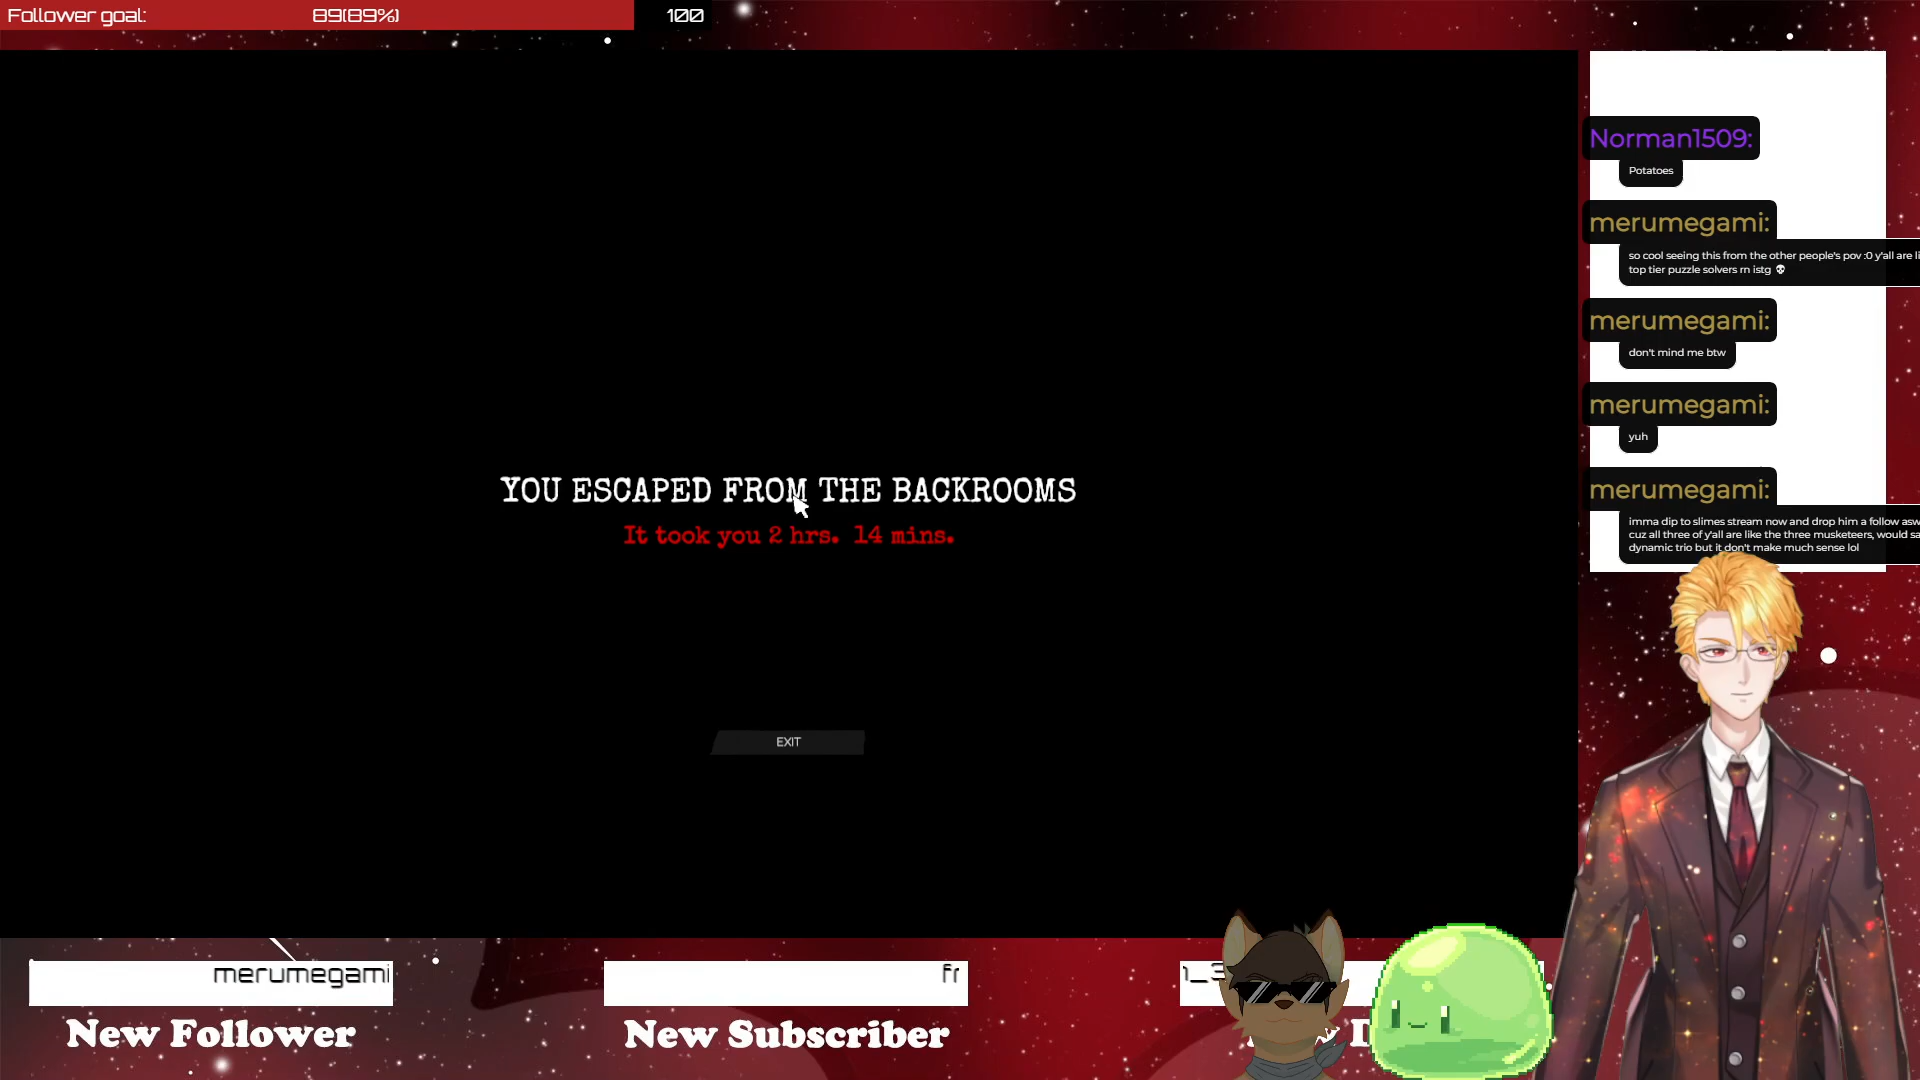 Follower goal: 89(89%) 100
Norman1509:
Potatoes
merumegami:
so cool seeing this from the other people's pov :0 y'all are li
top tier puzzle solvers rn istg 💀
merumegami:
don't mind me btw
merumegami:
yuh
merumegami:
imma dip to slimes stream now and drop him a follow asw
cuz all three of y'all are like the three musketeers, would sa
dynamic trio but it don't make much sense lol
YOU ESCAPED FROM THE BACKROOMS
It took you 2 hrs. 14 mins.
EXIT
merumegami
fr
New Follower
New Subscriber